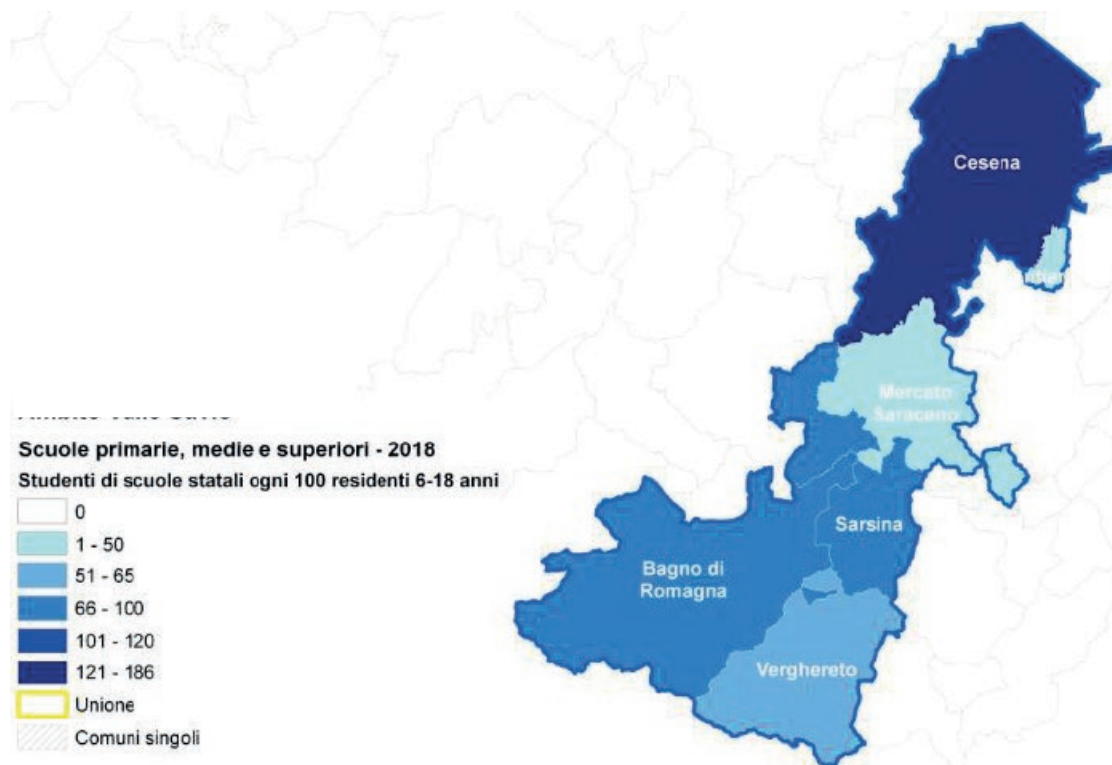 Cesena
Mercato
Saraceno
Sarsina
Bagno di
Romagna
Verghereto
Scuole primarie, medie e superiori - 2018
Studenti di scuole statali ogni 100 residenti 6-18 anni
0
1 - 50
51 - 65
66 - 100
101 - 120
121 - 186
Unione
Comuni singoli